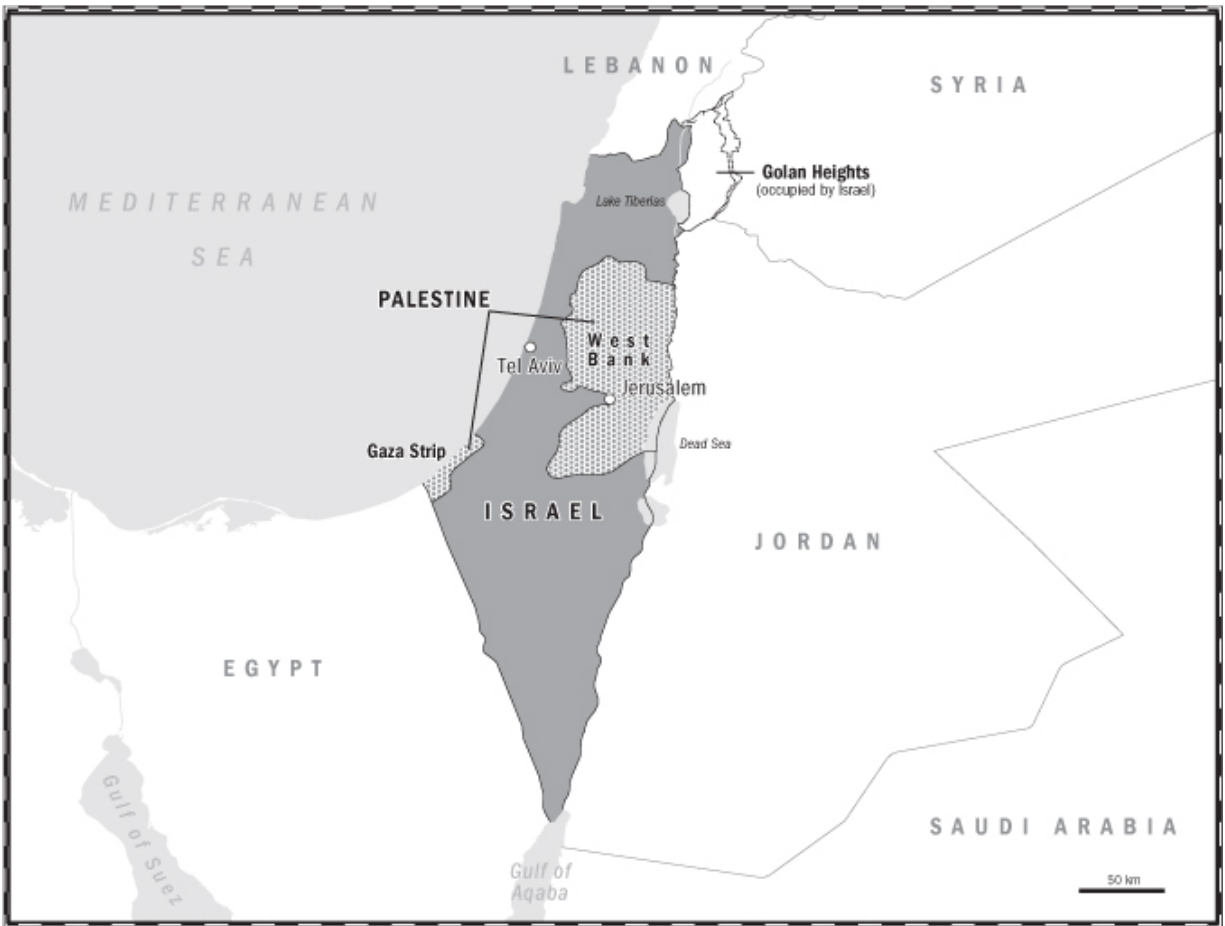 LEBANON
SYRIA
Golan Heights
(occupied by Israel)
MEDITERRANEAN
SEA
Lake Tiberias
PALESTINE
West
Bank
Tel Aviv
Jerusalem
Gaza Strip
Dead Sea
ISRAEL
JORDAN
EGYPT
Gulf of Suez
SAUDI ARABIA
Gulf of
Aqaba
50 km